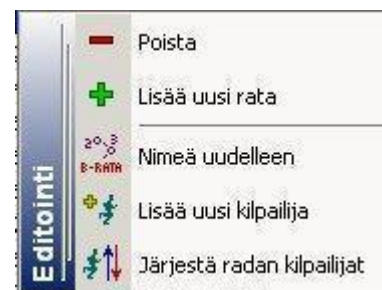 Poista
Lisää uusi rata
B-RATA
Nimeä uudelleen
Lisää uusi kilpailija
Järjestä radan kilpailijat
Editointi